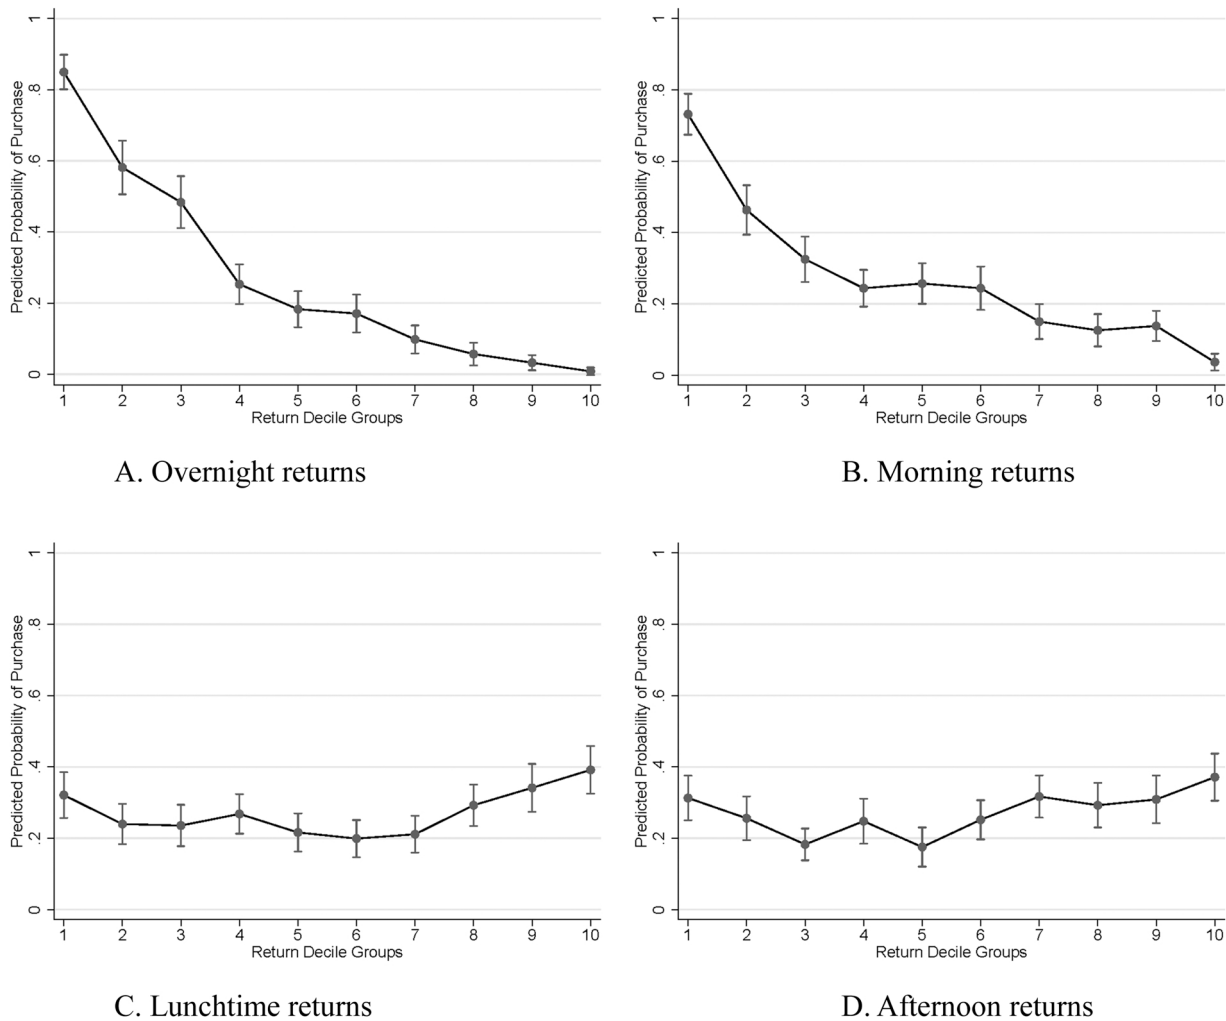 Predicted Probability of Purchase
1
.8
.6
.4
.2
0
1 2 3 4 5 6 7 8 9 10
Return Decile Groups
A. Overnight returns
Predicted Probability of Purchase
1
.8
.6
.4
.2
0
1 2 3 4 5 6 7 8 9 10
Return Decile Groups
B. Morning returns
Predicted Probability of Purchase
1
.8
.6
.4
.2
0
1 2 3 4 5 6 7 8 9 10
Return Decile Groups
C. Lunchtime returns
Predicted Probability of Purchase
1
.8
.6
.4
.2
0
1 2 3 4 5 6 7 8 9 10
Return Decile Groups
D. Afternoon returns